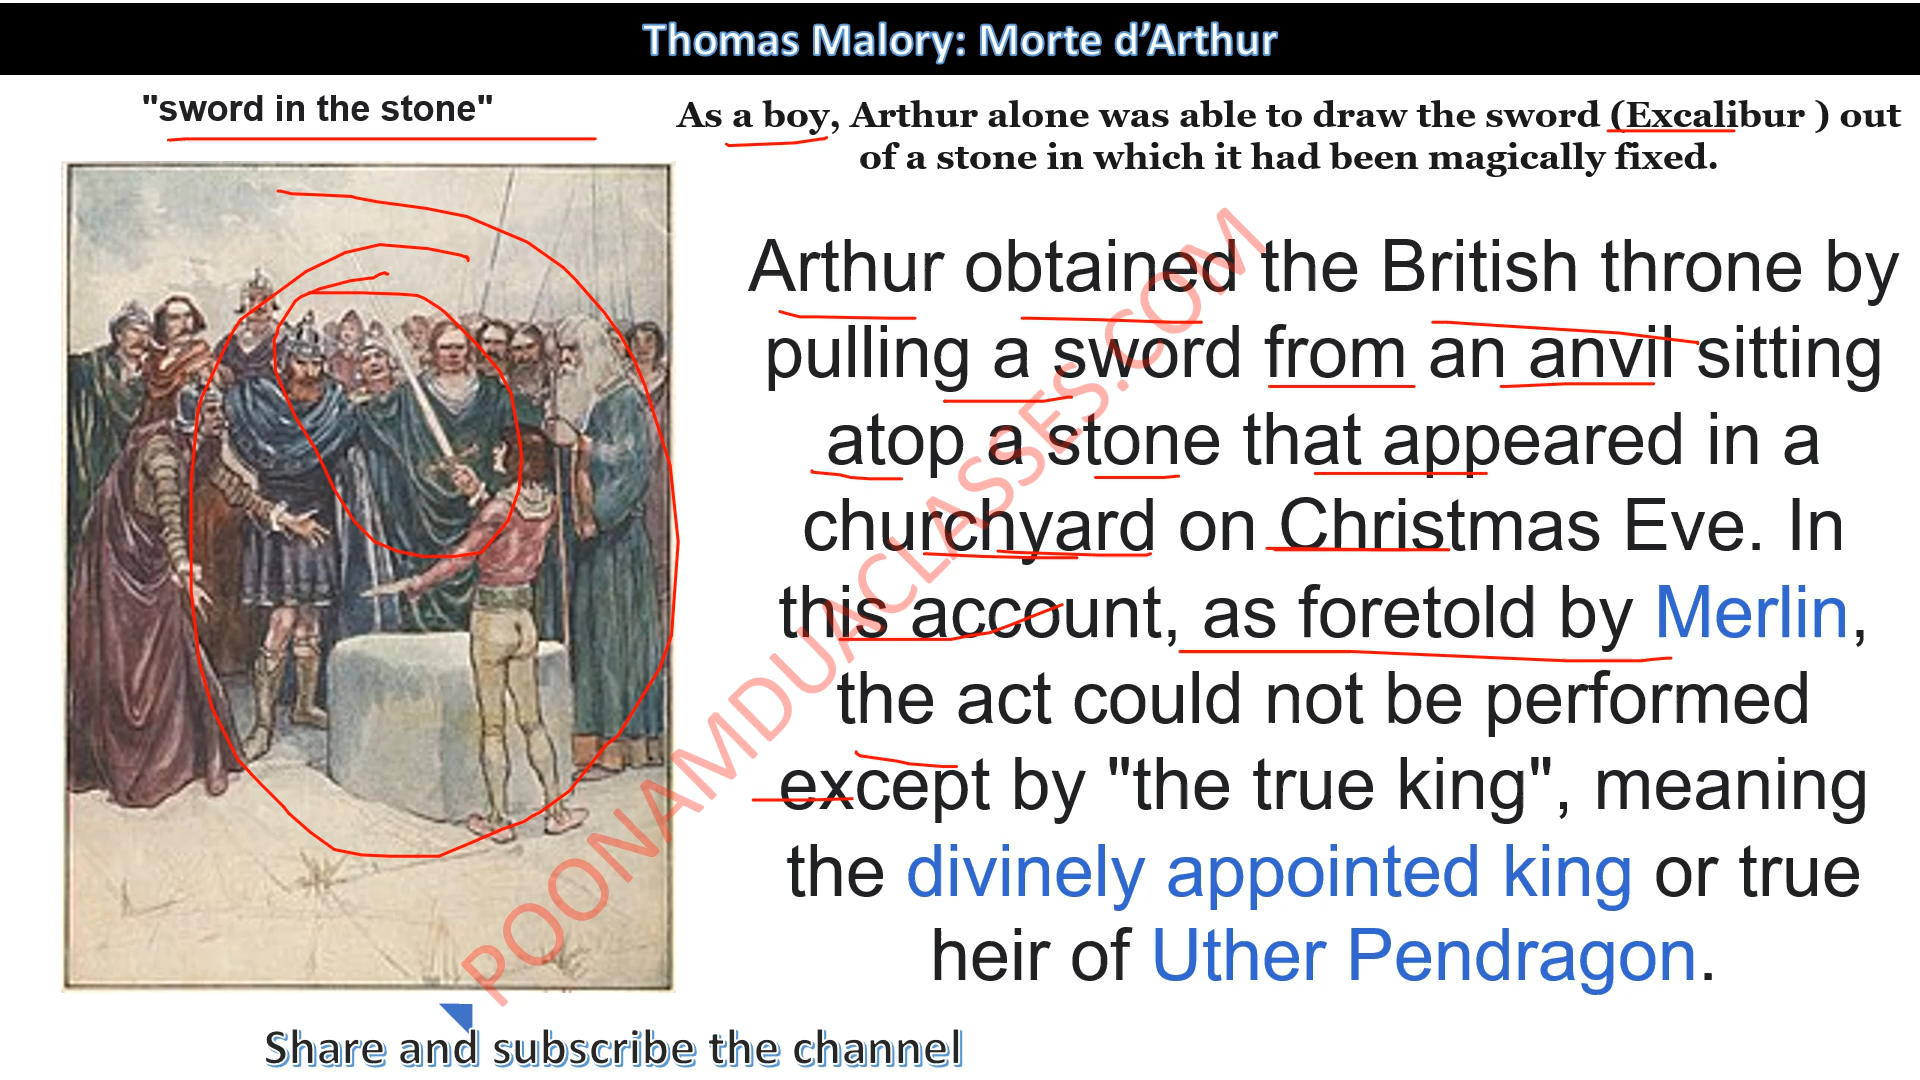 Thomas Malory: Morte d’Arthur
"sword in the stone"
As a boy, Arthur alone was able to draw the sword (Excalibur ) out
of a stone in which it had been magically fixed.
Arthur obtained the British throne by
pulling a sword from an anvil sitting
atop a stone that appeared in a
churchyard on Christmas Eve. In
this account, as foretold by Merlin,
the act could not be performed
except by "the true king", meaning
the divinely appointed king or true
heir of Uther Pendragon.
POONAMDUACLASSES.COM
Share and subscribe the channel